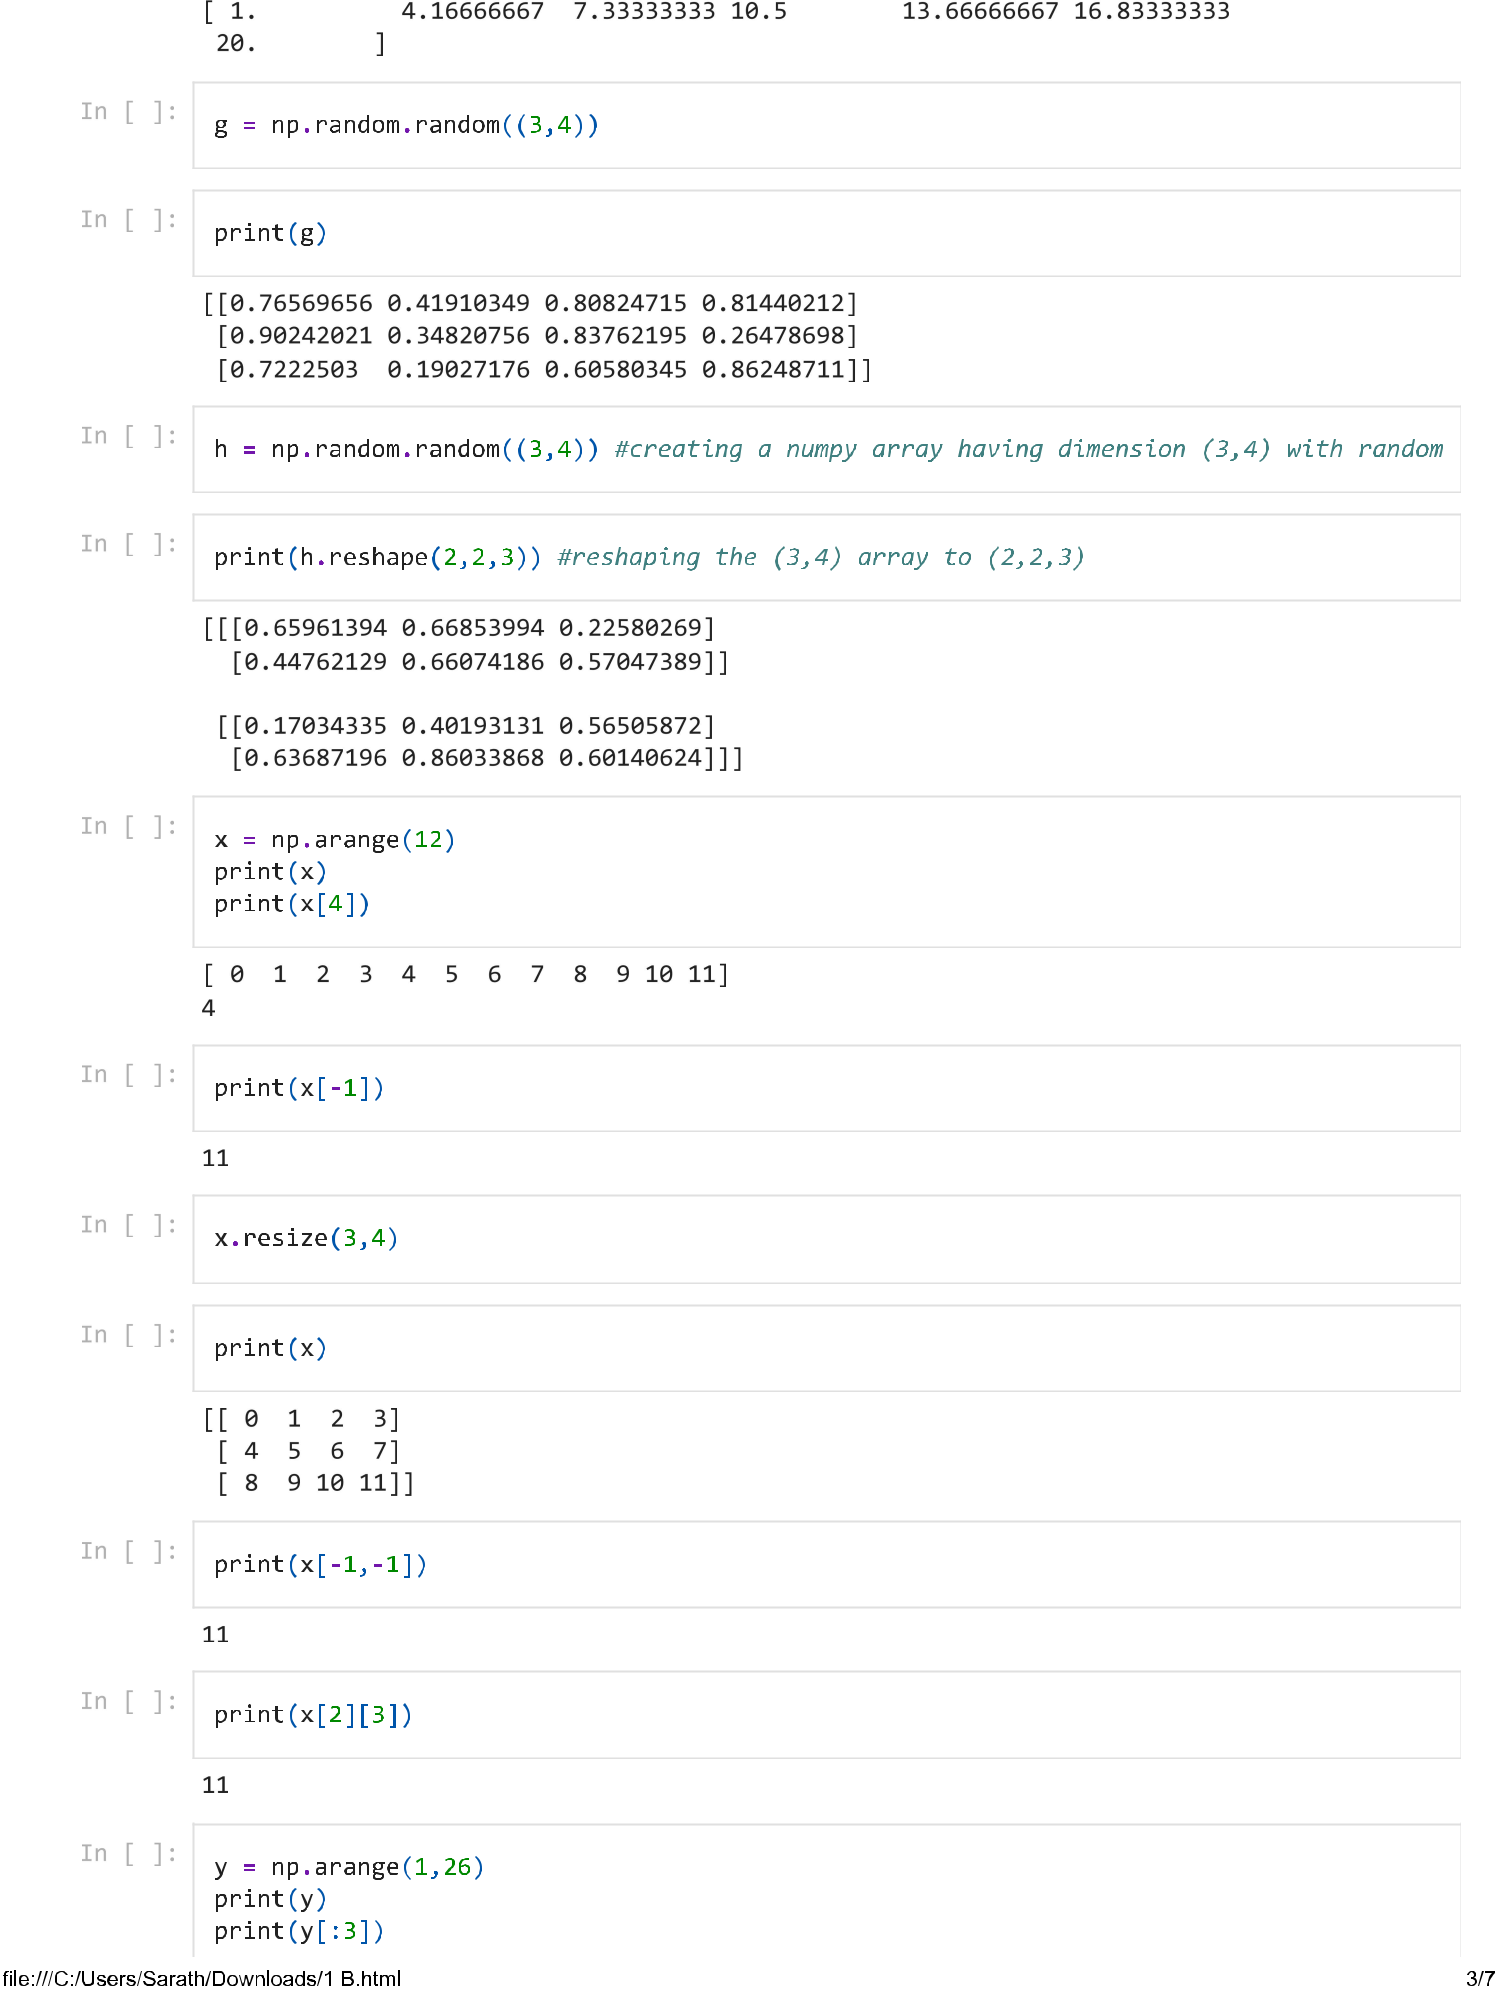 [ 1.          4.16666667  7.33333333 10.5        13.66666667 16.83333333
 20.        ]
In [ ]: g = np.random.random((3,4))
In [ ]: print(g)
[[0.76569656 0.41910349 0.80824715 0.81440212]
 [0.90242021 0.34820756 0.83762195 0.26478698]
 [0.7222503  0.19027176 0.60580345 0.86248711]]
In [ ]: h = np.random.random((3,4)) #creating a numpy array having dimension (3,4) with random
In [ ]: print(h.reshape(2,2,3)) #reshaping the (3,4) array to (2,2,3)
[[[0.65961394 0.66853994 0.22580269]
  [0.44762129 0.66074186 0.57047389]]
 [[0.17034335 0.40193131 0.56505872]
  [0.63687196 0.86033868 0.60140624]]]
In [ ]: x = np.arange(12)
print(x)
print(x[4])
[ 0  1  2  3  4  5  6  7  8  9 10 11]
4
In [ ]: print(x[-1])
11
In [ ]: x.resize(3,4)
In [ ]: print(x)
[[ 0  1  2  3]
 [ 4  5  6  7]
 [ 8  9 10 11]]
In [ ]: print(x[-1,-1])
11
In [ ]: print(x[2][3])
11
In [ ]: y = np.arange(1,26)
print(y)
print(y[:3])
file:///C:/Users/Sarath/Downloads/1 B.html 3/7